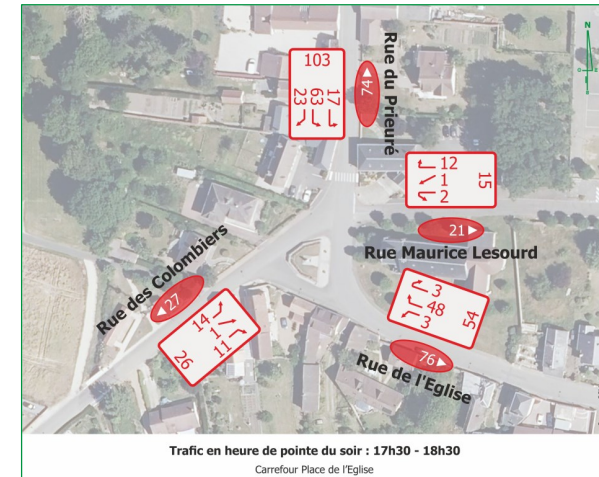 N
O
E
103
23
63
17
74
Rue du Prieuré
12
1
2
15
21
Rue Maurice Lesourd
Rue des Colombiers
27
14
1
11
26
3
48
3
54
76
Rue de l'Eglise
Trafic en heure de pointe du soir : 17h30 - 18h30
Carrefour Place de l'Eglise